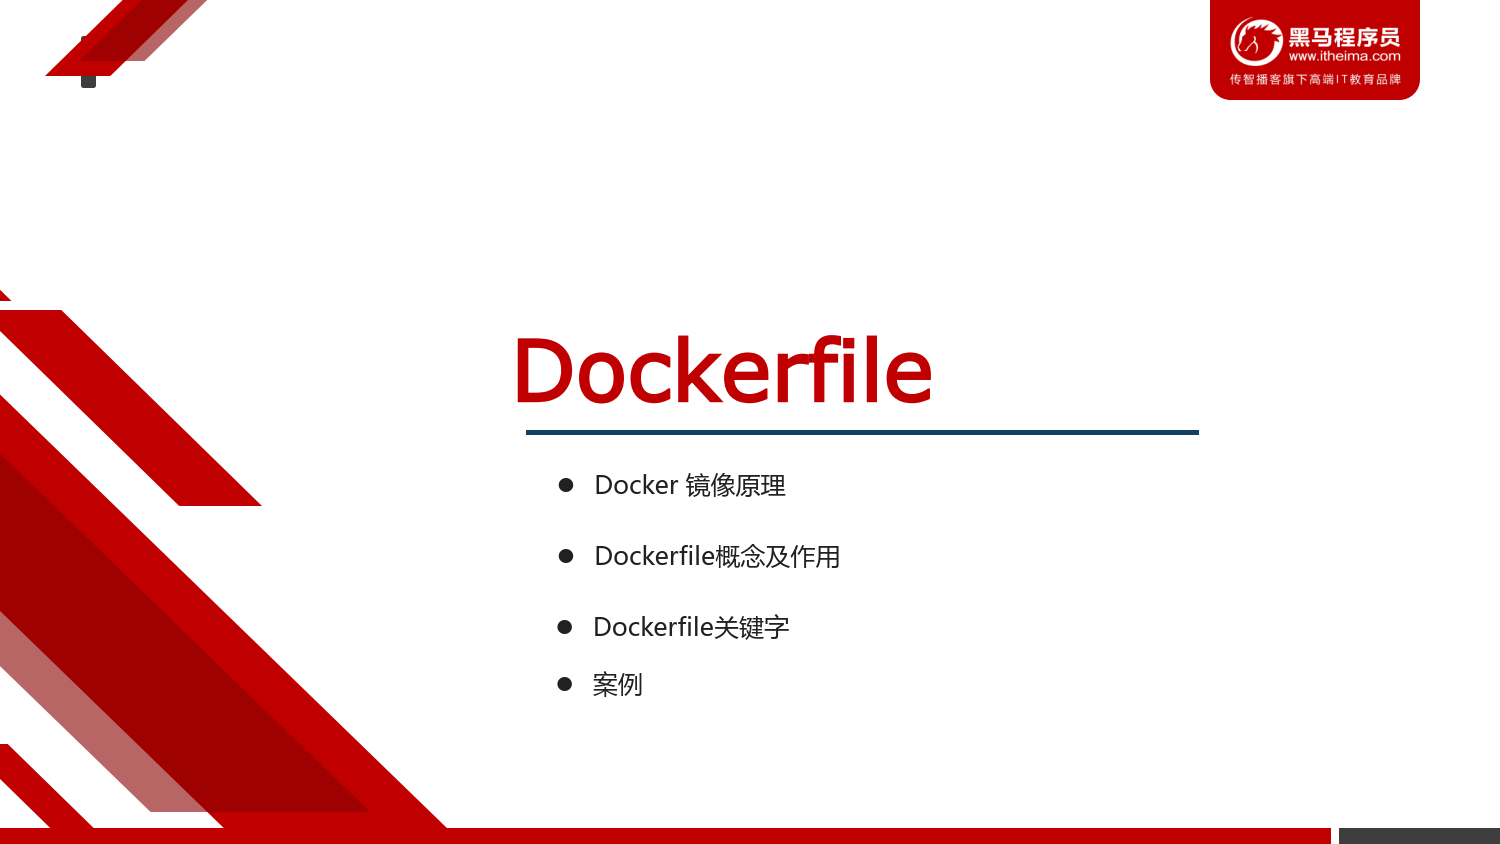 黑马程序员
www.itheima.com
传智播客旗下高端IT教育品牌
Dockerfile
Docker 镜像原理
Dockerfile概念及作用
Dockerfile关键字
案例